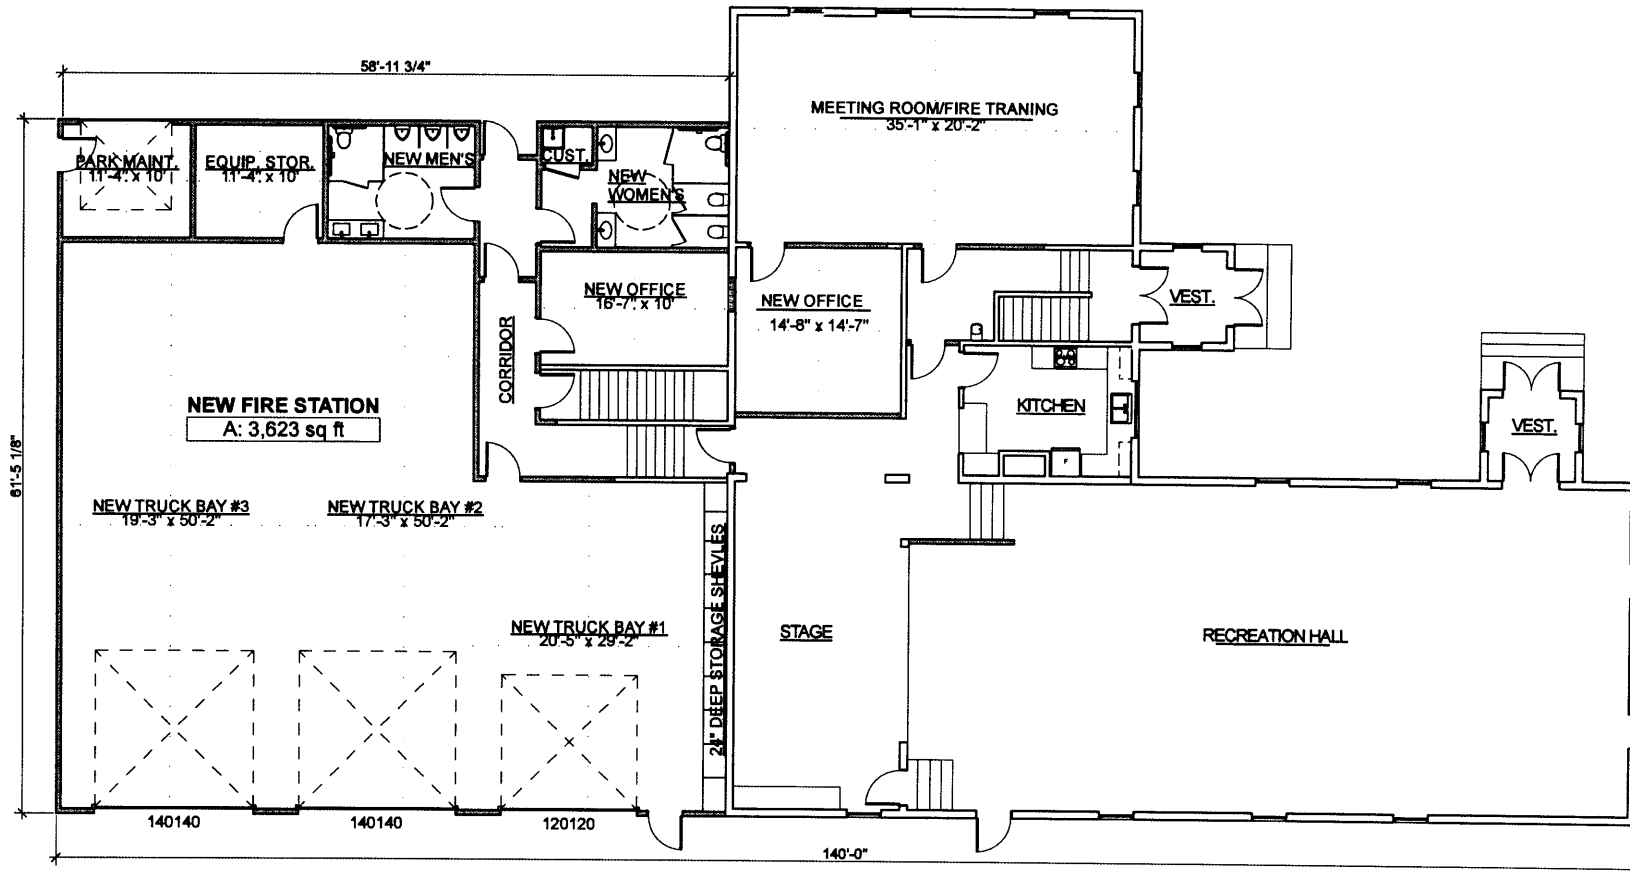 58'-11 3/4"
MEETING ROOM/FIRE TRANING
35'-1" x 20'-2"
PARK MAINT.
11'-4" x 10'
EQUIP. STOR.
11'-4" x 10'
NEW MEN'S
CUST.
NEW
WOMEN'S
NEW OFFICE
16'-7" x 10'
NEW OFFICE
14'-8" x 14'-7"
VEST.
CORRIDOR
KITCHEN
F
VEST.
NEW FIRE STATION
A: 3,623 sq ft
61'-5 1/8"
NEW TRUCK BAY #3
19'-3" x 50'-2"
NEW TRUCK BAY #2
17'-3" x 50'-2"
NEW TRUCK BAY #1
20'-5" x 29'-2"
24" DEEP STORAGE SHEVLES
STAGE
RECREATION HALL
140140
140140
120120
140'-0"